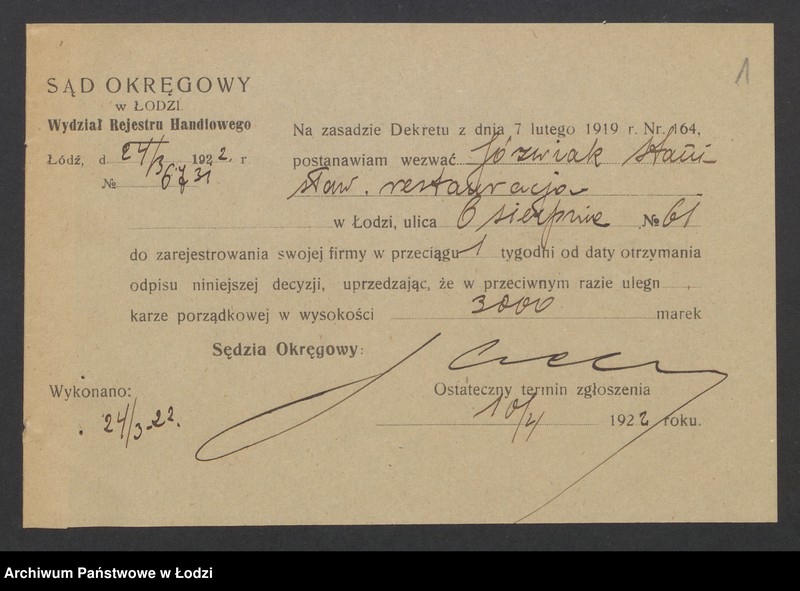 1
SĄD OKRĘGOWY
w ŁODZI.
Wydział Rejestru Handlowego
Łódź, d. 24/3 1922. r
№ 6731
Na zasadzie Dekretu z dnia 7 lutego 1919 r. Nr. 164,
postanawiam wezwać Józwiak Stani
sław. restauracja
w Łodzi, ulica 6 sierpnia № 61
do zarejestrowania swojej firmy w przeciągu 1 tygodni od daty otrzymania
odpisu niniejszej decyzji, uprzedzając, że w przeciwnym razie ulegn
karze porządkowej w wysokości 3000 marek
Sędzia Okręgowy:
Wykonano:
24/3-22.
Ostateczny termin zgłoszenia
10/4 1922 roku.
Archiwum Państwowe w Łodzi